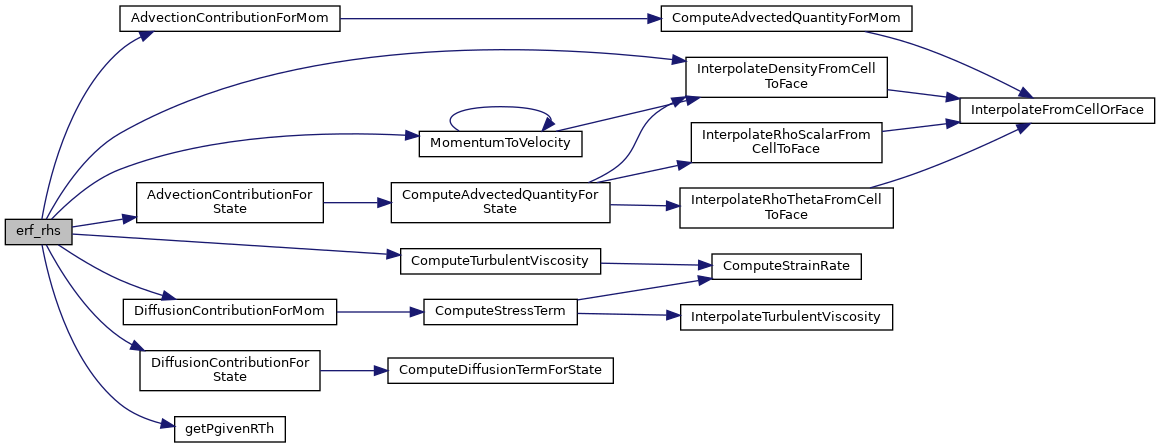 AdvectionContributionForMom
ComputeAdvectedQuantityForMom
InterpolateDensityFromCell
ToFace
InterpolateFromCellOrFace
MomentumToVelocity
InterpolateRhoScalarFrom
CellToFace
AdvectionContributionFor
State
ComputeAdvectedQuantityFor
State
InterpolateRhoThetaFromCell
ToFace
erf_rhs
ComputeTurbulentViscosity
ComputeStrainRate
DiffusionContributionForMom
ComputeStressTerm
InterpolateTurbulentViscosity
DiffusionContributionFor
State
ComputeDiffusionTermForState
getPgivenRTh